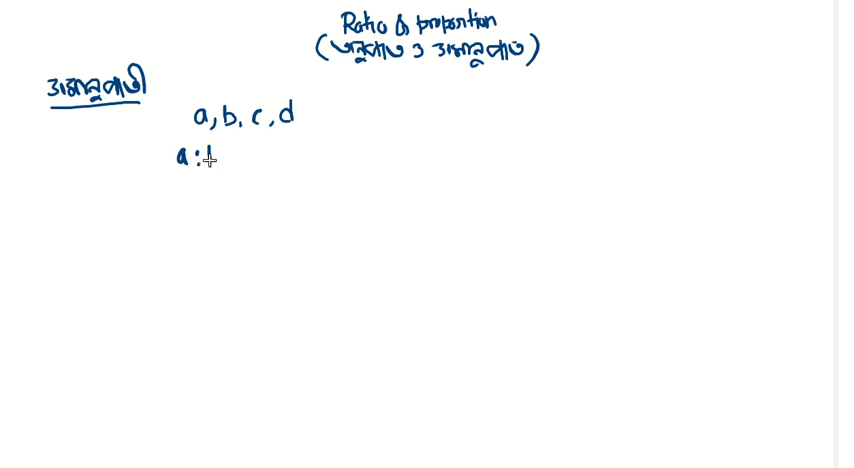 Ratio & proportion
(অনুপাত ও সমানুপাত)
সমানুপাতী
a, b, c, d
a :